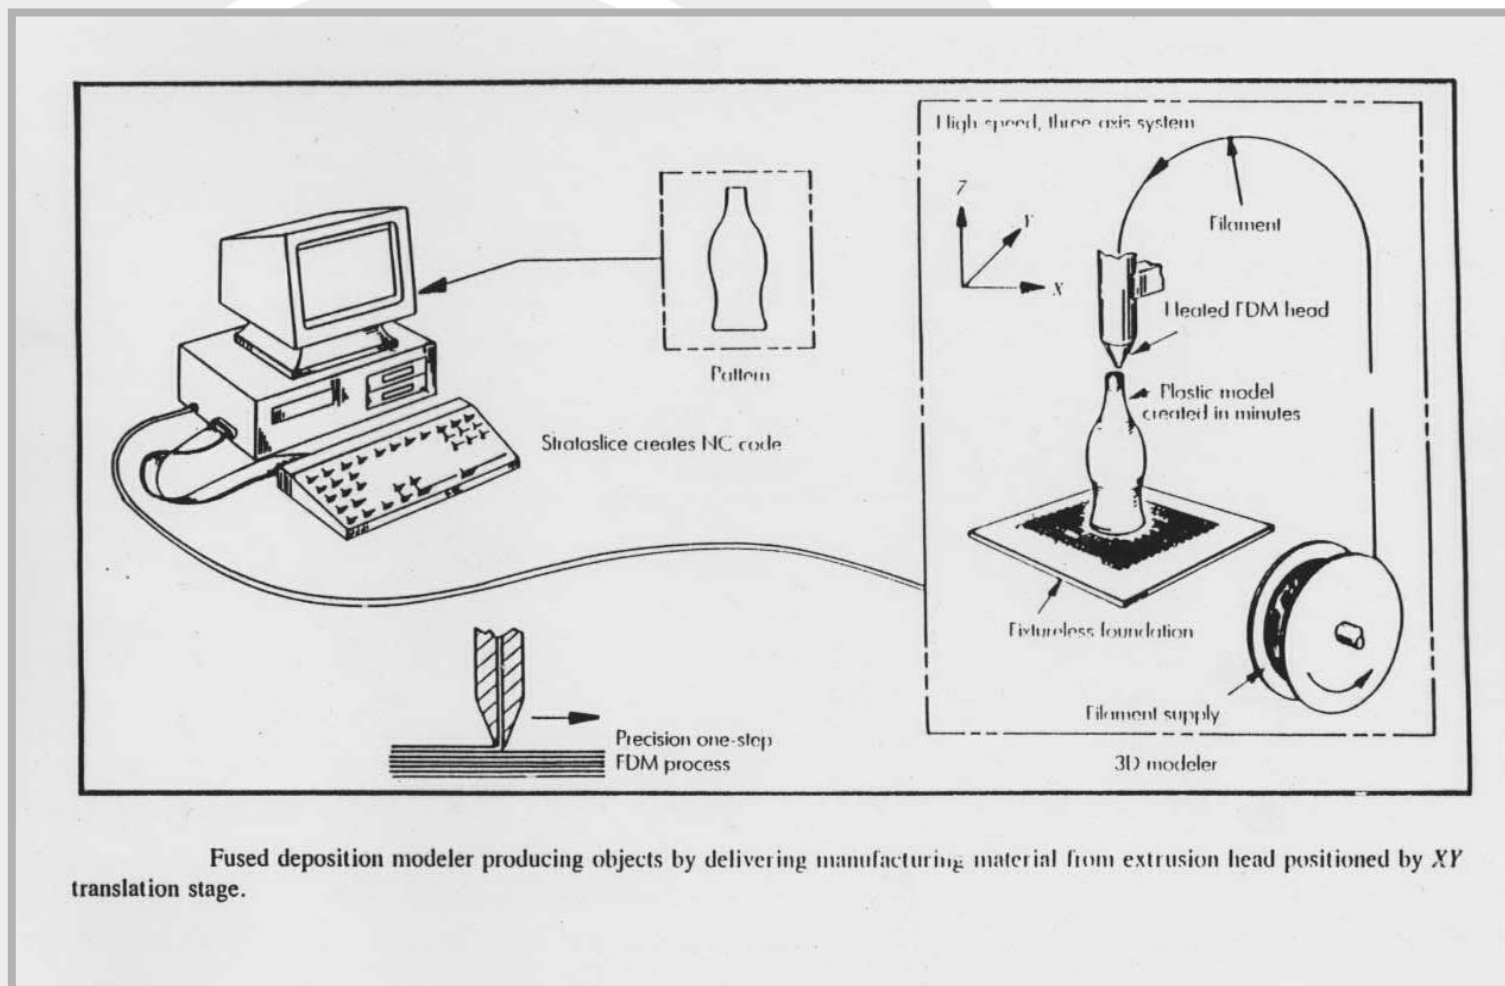 High speed, three axis system
Z
Y
X
Filament
Heated FDM head
Plastic model
created in minutes
Pattern
Strataslice creates NC code
Fixtureless foundation
Filament supply
Precision one-step
FDM process
3D modeler
Fused deposition modeler producing objects by delivering manufacturing material from extrusion head positioned by XY
translation stage.